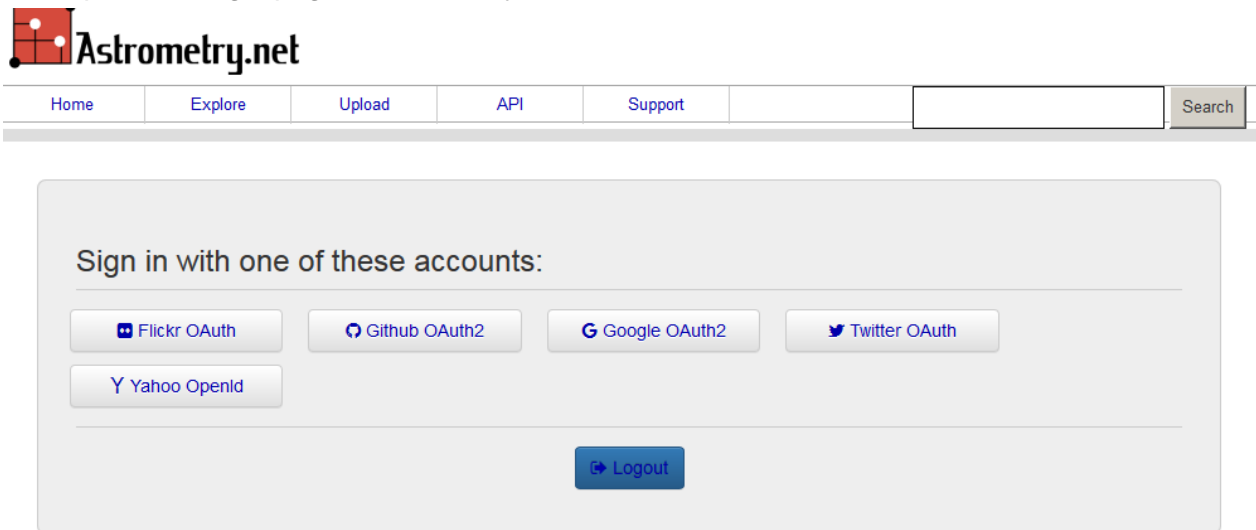 Astrometry.net
Home Explore Upload API Support Search
Sign in with one of these accounts:
Flickr OAuth Github OAuth2 Google OAuth2 Twitter OAuth
Yahoo OpenId
Logout